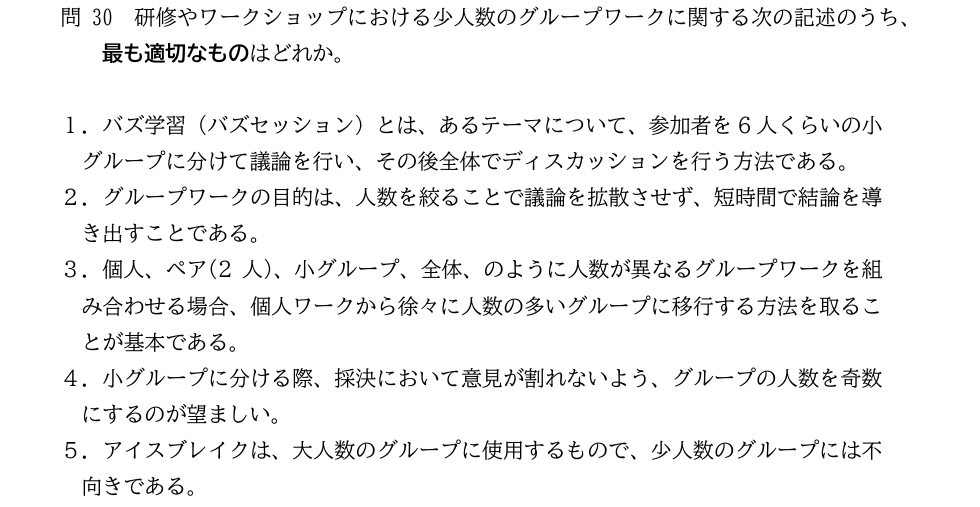 問 30　研修やワークショップにおける少人数のグループワークに関する次の記述のうち、
最も適切なものはどれか。
１．バズ学習（バズセッション）とは、あるテーマについて、参加者を６人くらいの小
グループに分けて議論を行い、その後全体でディスカッションを行う方法である。
２．グループワークの目的は、人数を絞ることで議論を拡散させず、短時間で結論を導
き出すことである。
３．個人、ペア(２ 人)、小グループ、全体、のように人数が異なるグループワークを組
み合わせる場合、個人ワークから徐々に人数の多いグループに移行する方法を取るこ
とが基本である。
４．小グループに分ける際、採決において意見が割れないよう、グループの人数を奇数
にするのが望ましい。
５．アイスブレイクは、大人数のグループに使用するもので、少人数のグループには不
向きである。